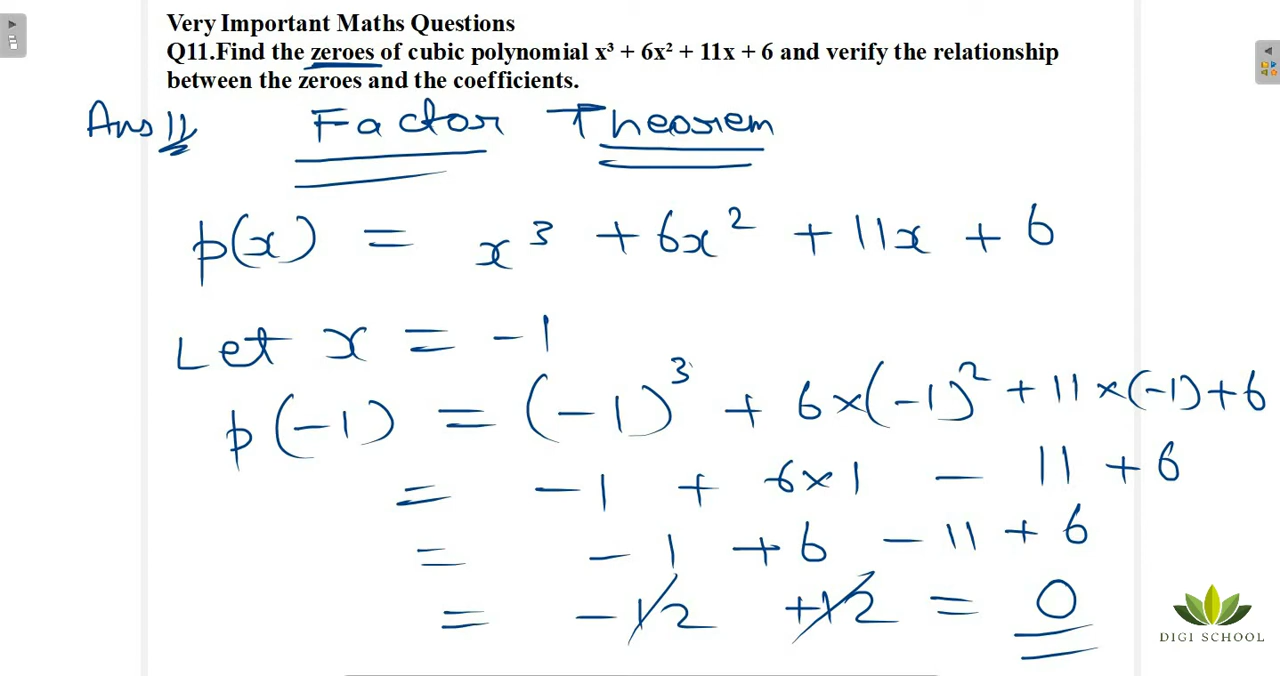 Very Important Maths Questions
Q11.Find the zeroes of cubic polynomial x³ + 6x² + 11x + 6 and verify the relationship
between the zeroes and the coefficients.
Ans 11 Factor Theorem
p(x) = x³ + 6x² + 11x + 6
Let x = -1
p(-1) = (-1)³ + 6×(-1)² + 11×(-1)+6
= -1 + 6×1 - 11 + 6
= -1 +6 -11 + 6
= -12 +12 = 0
DIGI SCHOOL